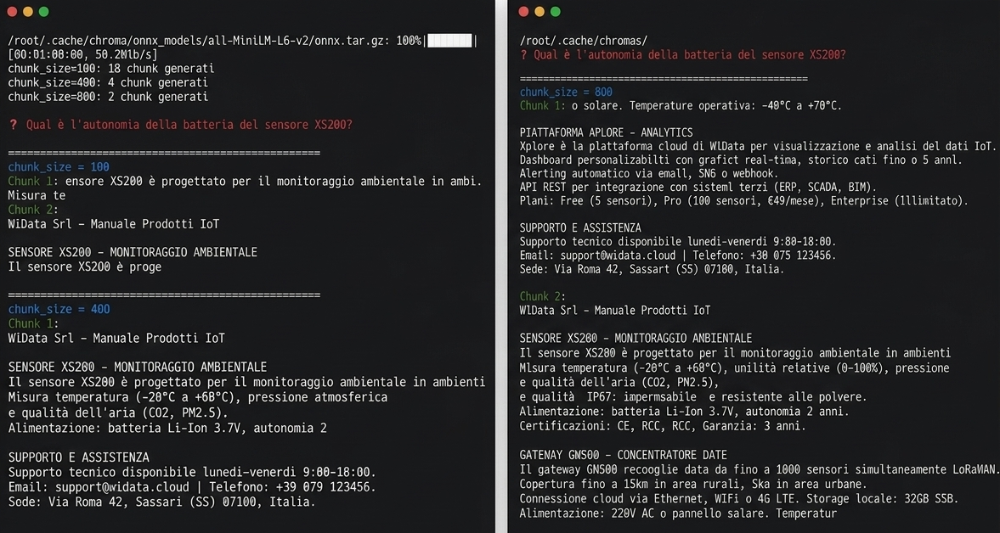 /root/.cache/chroma/onnx_models/all-MiniLM-L6-v2/onnx.tar.gz: 100%|███████|
[00:01:00:00, 50.2M1b/s]
chunk_size=100: 18 chunk generati
chunk_size=400: 4 chunk generati
chunk_size=800: 2 chunk generati
? Qual è l'autonomia della batteria del sensore XS200?
==================================================
chunk_size = 100
Chunk 1: ensore XS200 è progettato per il monitoraggio ambientale in ambi.
Misura te
Chunk 2:
WiData Srl – Manuale Prodotti IoT
SENSORE XS200 – MONITORAGGIO AMBIENTALE
Il sensore XS200 è proge
==================================================
chunk_size = 400
Chunk 1:
WiData Srl – Manuale Prodotti IoT
SENSORE XS200 – MONITORAGGIO AMBIENTALE
Il sensore XS200 è progettato per il monitoraggio ambientale in ambienti
Misura temperatura (–20°C a +60°C), pressione atmosferica
e qualità dell'aria (CO2, PM2.5).
Alimentazione: batteria Li-Ion 3.7V, autonomia 2
SUPPORTO E ASSISTENZA
Supporto tecnico disponibile lunedi–venerdi 9:00–18:00.
Email: support@widata.cloud | Telefono: +39 079 123456.
Sode: Via Roma 42, Sassari (SS) 07100, Italia.
/root/.cache/chromas/
? Qual è l'autonomia della batteria del sensore XS200?
==================================================
chunk_size = 800
Chunk 1: o solare. Temperature operativa: –40°C a +70°C.
PIATTAFORMA APLORE – ANALYTICS
Xplore è la plataforma cloud di WlData per visualizzazione e analisi del dati IoT.
Dashboard personalizabilti con grafict real-tima, storico cati fino o 5 annl.
Alerting automatico via emall, SN6 o webhook.
API REST per integrazione con sisteml terzi (ERP, SCADA, BIM).
Plani: Free (5 sensori), Pro (100 sensori, €49/mese), Enterprise (1llimitato).
SUPPORTO E ASSISTENZA
Supporto tecnico disponibile lunedi–venerdi 9:80–18:00.
Email: support@widata.cloud | Telefono: +30 075 123456.
Sede: Via Roma 42, Sassart (SS) 07100, Italia.
Chunk 2:
WlData Srl – Manuale Prodotti IoT
SENSORE XS200 – MONITORAGGIO AMBIENTALE
Il sensore XS200 è progettato per il monitoraggio ambientale in ambienti
Mlsura temperatura (–20°C a +60°C), unilità relative (0–100%), pressione
e qualità dell'aria (CO2, PN2.5),
e qualità IP67: impermsabile e resistente alle polvere.
Alimentazione: batteria Li-Ion 3.7V, autonomia 2 anni.
Certificazioni: CE, RCC, RCC, Garanzia: 3 anni.
GATENAY GW500 – CONCENTRATORE DATE
Il gateway GN500 recooglie data da fino a 1000 sensori simultaneamente LoRaWAN.
Copertura fino a 15km in area rurali, Ska in area urbane.
Connessione cloud via Ethernet, WIFi o 4G LTE. Storage locale: 32GB S5B.
Alimentazione: 220V AC o pannello salare. Temperatur